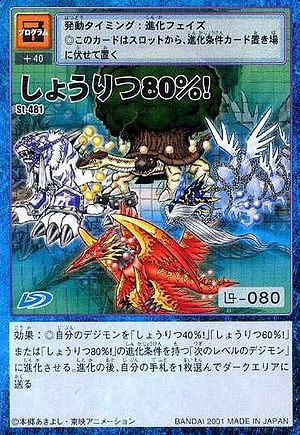 プログラム
+40
発動タイミング：進化フェイズ
◎このカードはスロットから、進化条件カード置き場
に伏せて置く
しょうりつ80%!
St-461
80
効果：◎自分のデジモンを「しょうりつ40%!」「しょうりつ60%!」
または「しょうりつ80%!」の進化条件を持つ「次のレベルのデジモン」
に進化させる。進化の後、自分の手札を1枚選んでダークエリアに
送る
©本郷あきよし・東映アニメーション
BANDAI 2001 MADE IN JAPAN